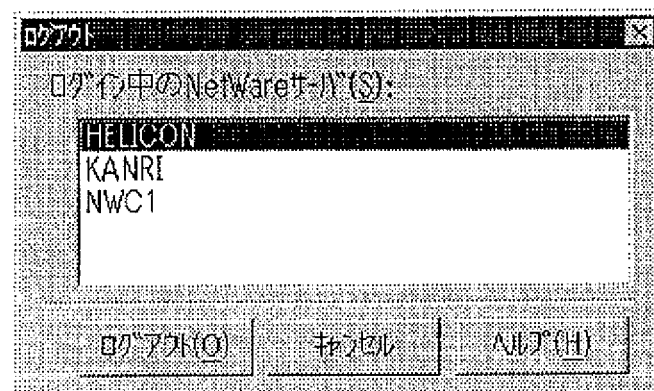 ﾛｸﾞｱｳﾄ
ﾛｸﾞｲﾝ中のNetWareｻｰﾊﾞ(S):
HELICON
KANRI
NWC1
ﾛｸﾞｱｳﾄ(O) ｷｬﾝｾﾙ ﾍﾙﾌﾟ(H)